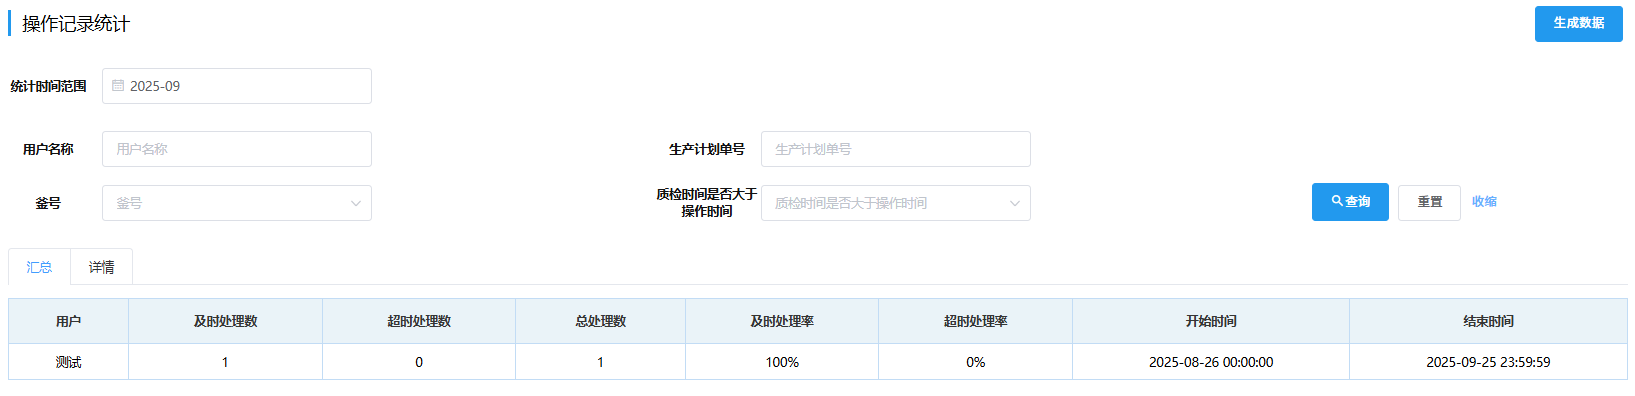 操作记录统计
生成数据
统计时间范围 2025-09
用户名称 用户名称 生产计划单号 生产计划单号
釜号 釜号 质检时间是否大于操作时间 质检时间是否大于操作时间 查询 重置 收缩
汇总 详情
用户 及时处理数 超时处理数 总处理数 及时处理率 超时处理率 开始时间 结束时间
测试 1 0 1 100% 0% 2025-08-26 00:00:00 2025-09-25 23:59:59